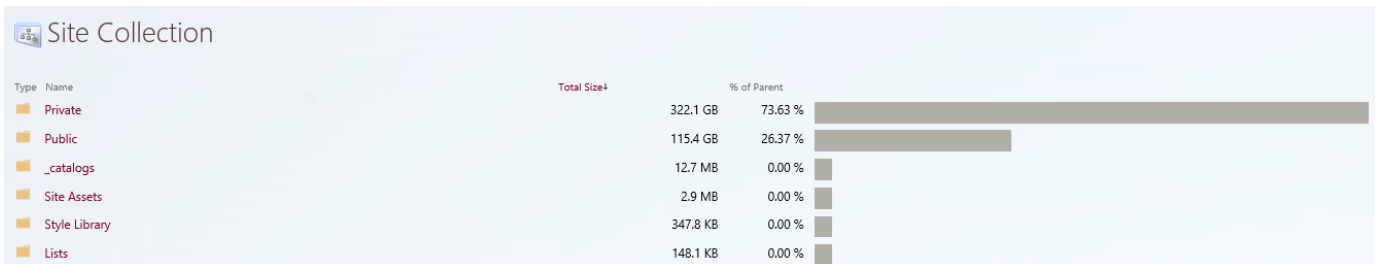 Site Collection
Type Name Total Size↓ % of Parent
Private 322.1 GB 73.63 %
Public 115.4 GB 26.37 %
_catalogs 12.7 MB 0.00 %
Site Assets 2.9 MB 0.00 %
Style Library 347.8 KB 0.00 %
Lists 148.1 KB 0.00 %